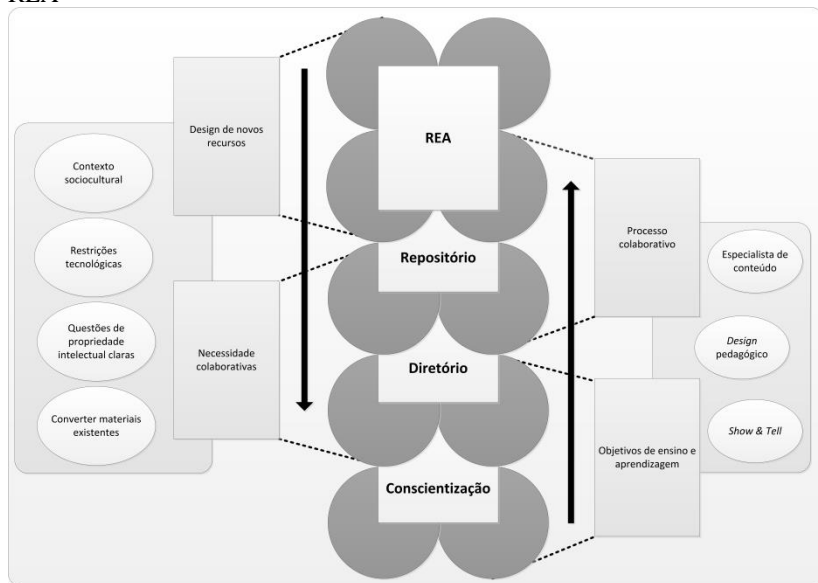 REA
Design de novos
recursos
Contexto
sociocultural
Restrições
tecnológicas
Questões de
propriedade
intelectual claras
Converter materiais
existentes
Necessidade
colaborativas
REA
Repositório
Diretório
Conscientização
Processo
colaborativo
Especialista de
conteúdo
Design
pedagógico
Show & Tell
Objetivos de ensino e
aprendizagem